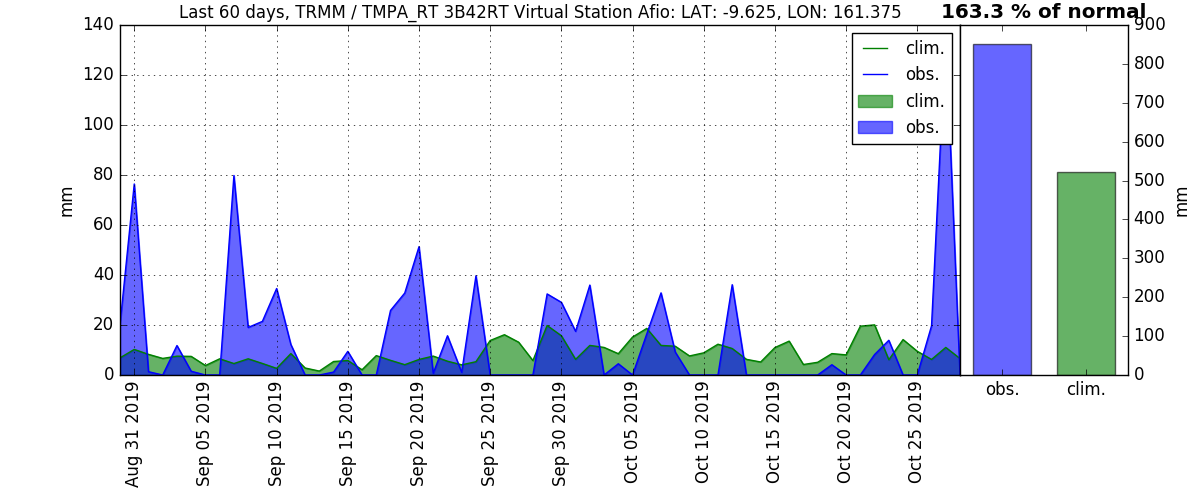 Last 60 days, TRMM / TMPA_RT 3B42RT Virtual Station Afio: LAT: -9.625, LON: 161.375
163.3 % of normal
140
120
100
80
60
40
20
0
mm
clim.
obs.
clim.
obs.
900
800
700
600
500
400
300
200
100
0
mm
Aug 31 2019
Sep 05 2019
Sep 10 2019
Sep 15 2019
Sep 20 2019
Sep 25 2019
Sep 30 2019
Oct 05 2019
Oct 10 2019
Oct 15 2019
Oct 20 2019
Oct 25 2019
obs.
clim.